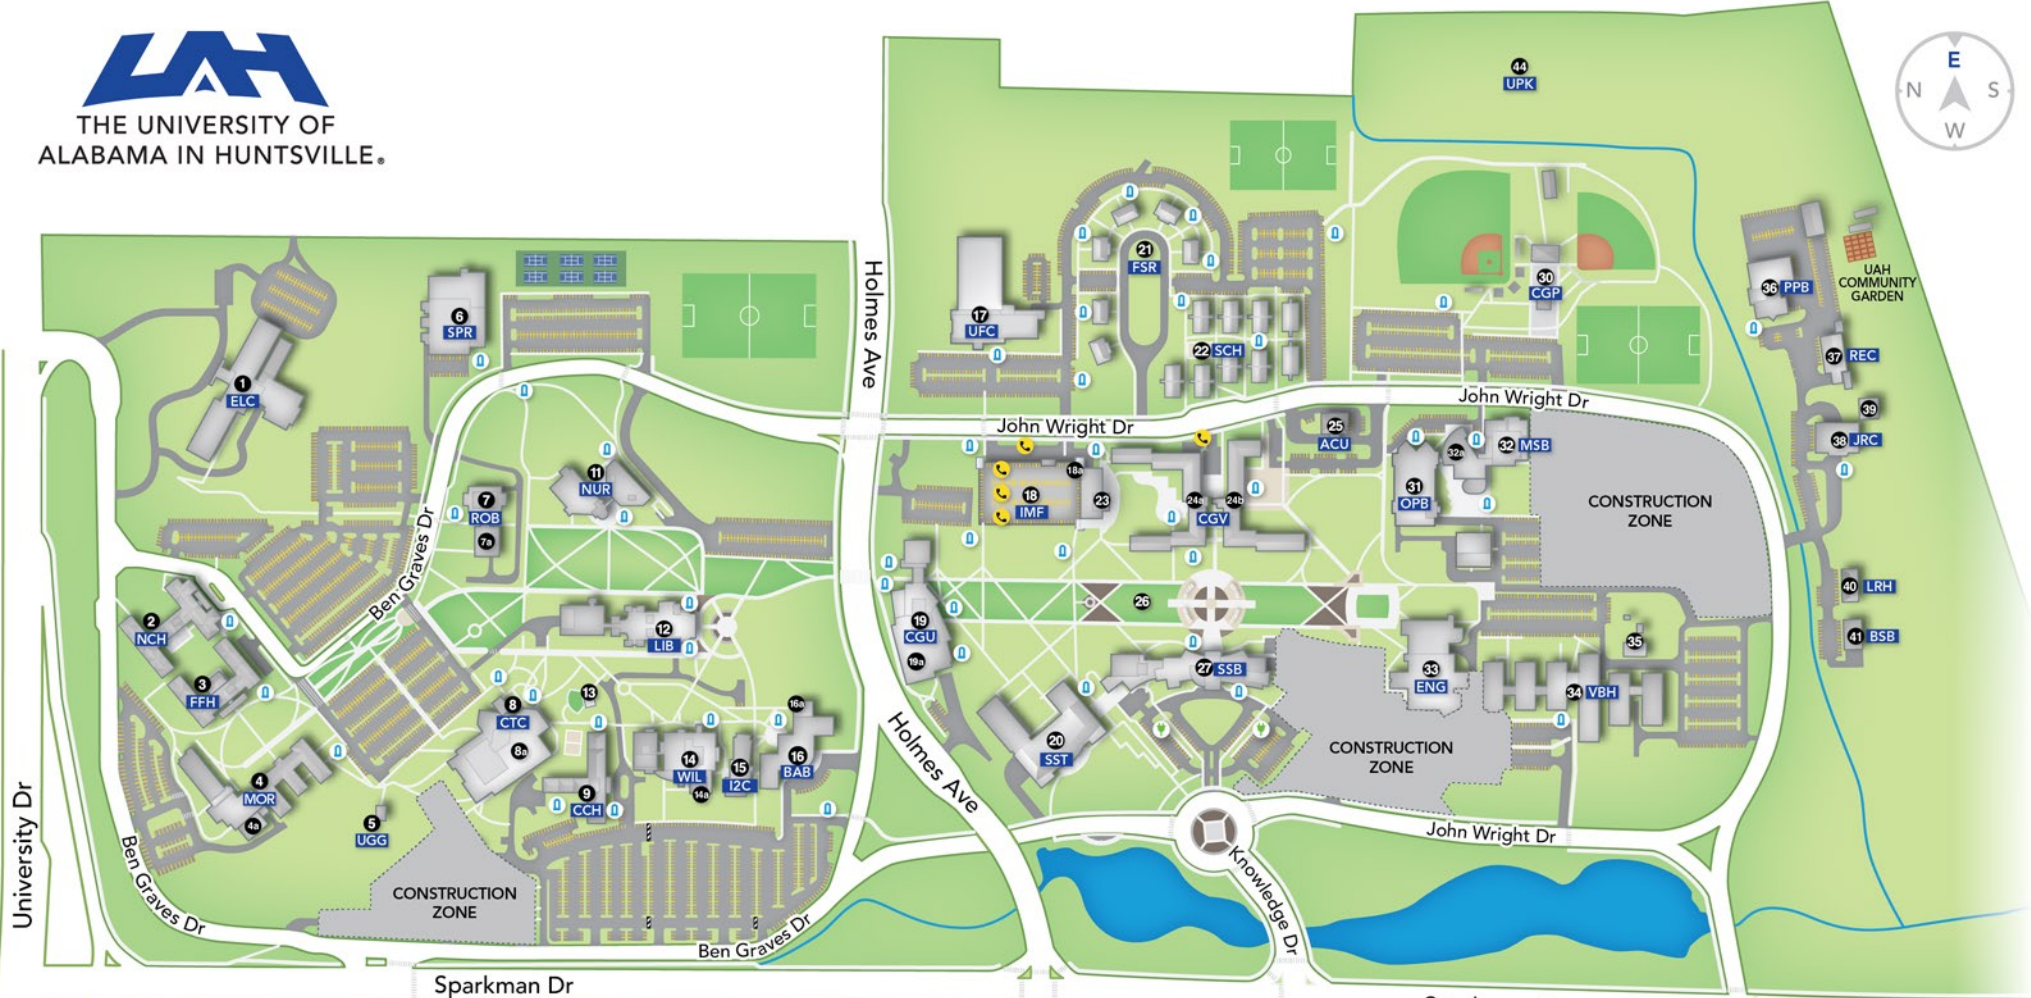 UAH
THE UNIVERSITY OF
ALABAMA IN HUNTSVILLE®
E
N
S
W
44
UPK
Holmes Ave
21
FSR
17
UFC
22 SCH
30
CGP
36 PPB
UAH
COMMUNITY
GARDEN
37 REC
39
38 JRC
40 LRH
41 BSB
6
SPR
1
ELC
John Wright Dr
John Wright Dr
25
ACU
32a
32 MSB
31
OPB
CONSTRUCTION
ZONE
11
NUR
7
ROB
7a
Ben Graves Dr
18a
18
IMF
23
24a
24b
CGV
2
NCH
3
FFH
12
LIB
19
CGU
19a
26
27 SSB
33
ENG
35
34 VBH
8
CTC
8a
13
16a
16
BAB
14
WIL
14a
15
I2C
9
CCH
4
MOR
4a
5
UGG
20
SST
CONSTRUCTION
ZONE
Holmes Ave
University Dr
Ben Graves Dr
CONSTRUCTION
ZONE
Ben Graves Dr
John Wright Dr
Knowledge Dr
Sparkman Dr